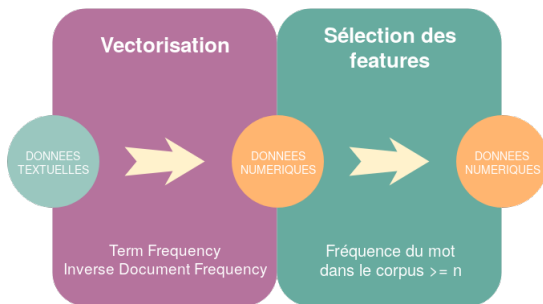 Vectorisation
Sélection des
features
DONNEES
TEXTUELLES
DONNEES
NUMERIQUES
DONNEES
NUMERIQUES
Term Frequency
Inverse Document Frequency
Fréquence du mot
dans le corpus >= n